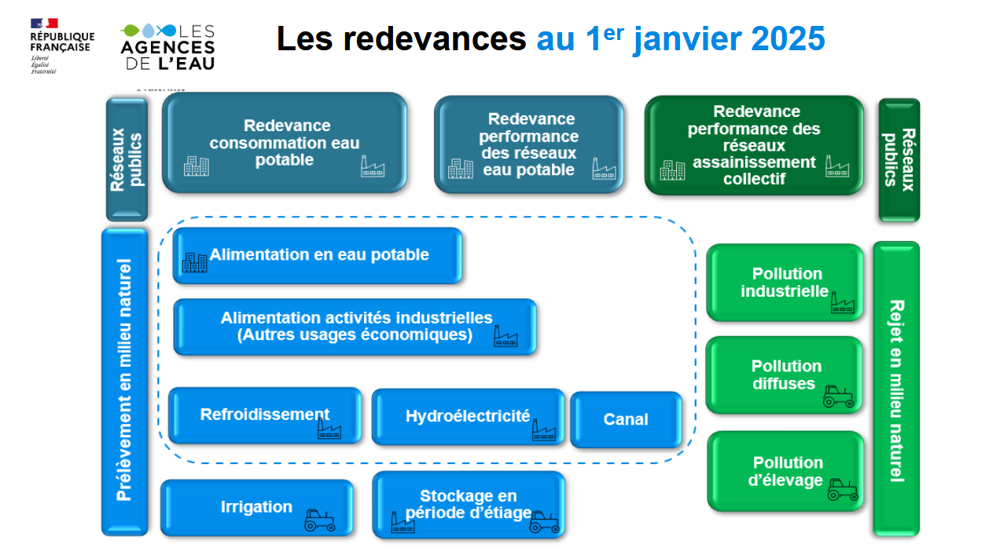 RÉPUBLIQUE
FRANÇAISE
Liberté
Égalité
Fraternité
LES
AGENCES
DE L'EAU
Les redevances au 1er janvier 2025
Réseaux
publics
Redevance
consommation eau
potable
Redevance
performance
des réseaux
eau potable
Redevance
performance des
réseaux
assainissement
collectif
Réseaux
publics
Prélèvement en milieu naturel
Alimentation en eau potable
Alimentation activités industrielles
(Autres usages économiques)
Refroidissement
Hydroélectricité
Canal
Irrigation
Stockage en
période d'étiage
Pollution
industrielle
Pollution
diffuses
Pollution
d'élevage
Rejet en milieu naturel